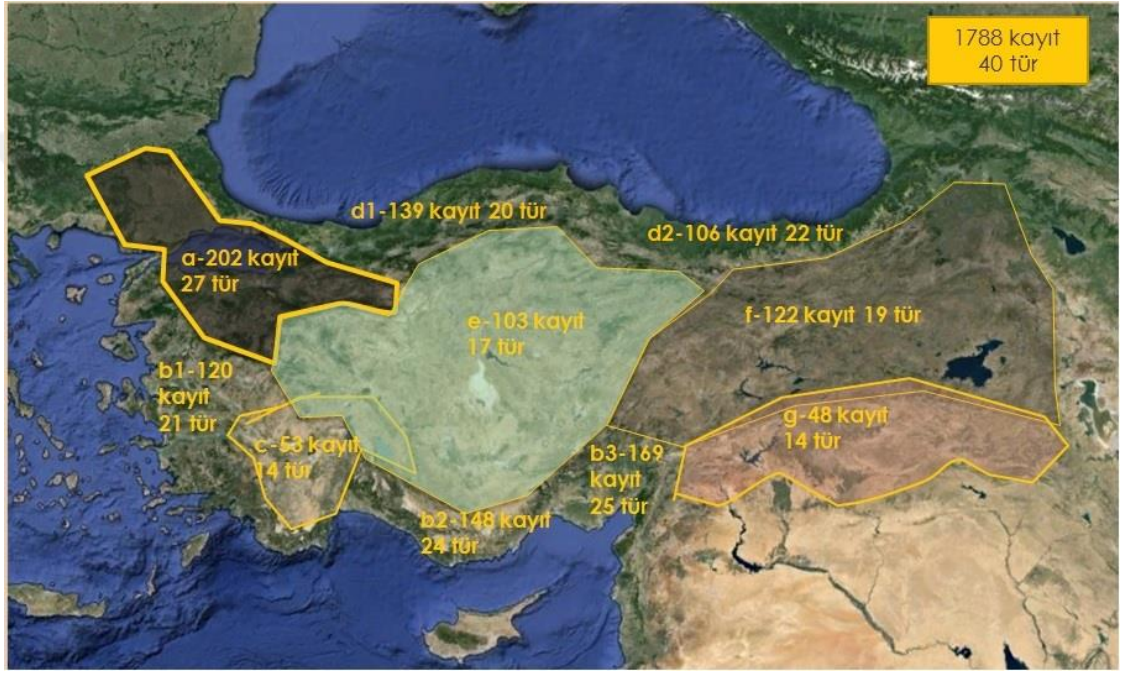 1788 kayıt
40 tür
d1-139 kayıt 20 tür
d2-106 kayıt 22 tür
a-202 kayıt
27 tür
e-103 kayıt
17 tür
f-122 kayıt 19 tür
b1-120
kayıt
21 tür
c-53 kayıt
14 tür
g-48 kayıt
14 tür
b3-169
kayıt
25 tür
b2-148 kayıt
24 tür